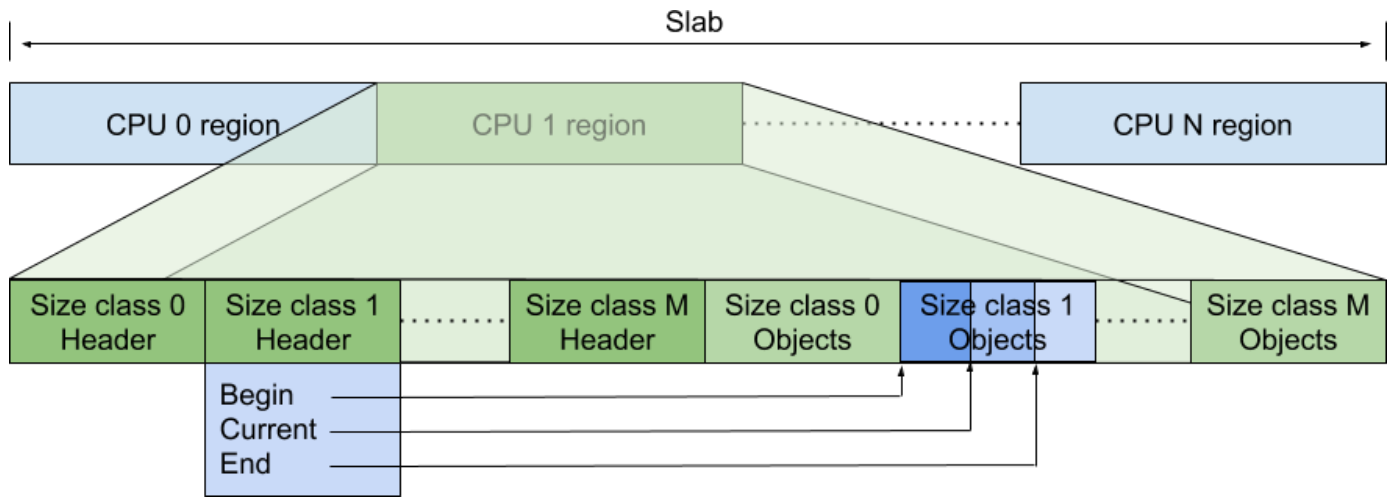 Slab
CPU 0 region
CPU 1 region
CPU N region
Size class 0
Header
Size class 1
Header
Size class M
Header
Size class 0
Objects
Size class 1
Objects
Size class M
Objects
Begin
Current
End